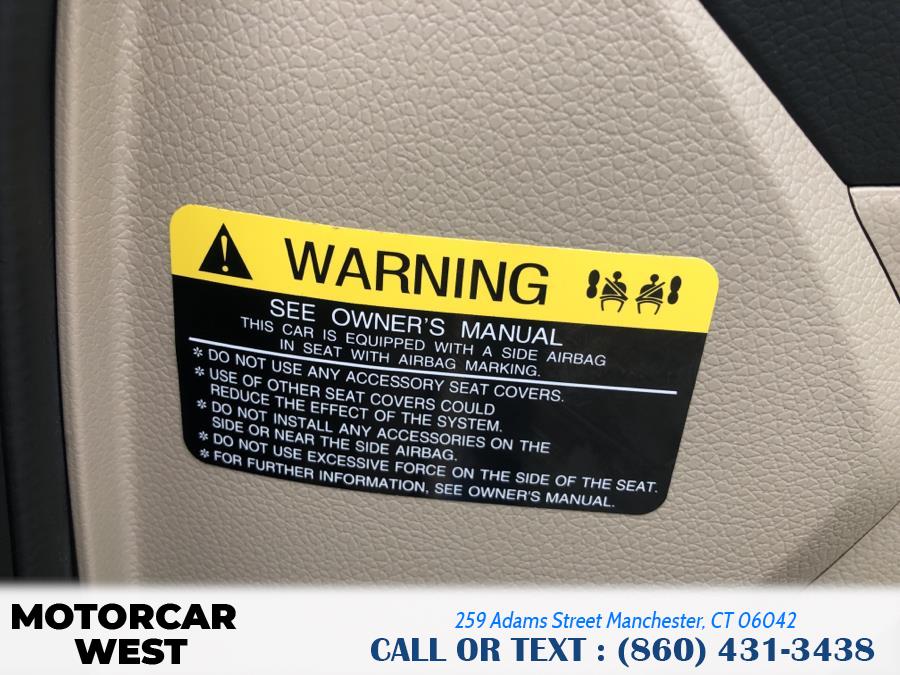 WARNING
SEE OWNER'S MANUAL
THIS CAR IS EQUIPPED WITH A SIDE AIRBAG
IN SEAT WITH AIRBAG MARKING.
* DO NOT USE ANY ACCESSORY SEAT COVERS.
* USE OF OTHER SEAT COVERS COULD
REDUCE THE EFFECT OF THE SYSTEM.
* DO NOT INSTALL ANY ACCESSORIES ON THE
SIDE OR NEAR THE SIDE AIRBAG.
* DO NOT USE EXCESSIVE FORCE ON THE SIDE OF THE SEAT.
* FOR FURTHER INFORMATION, SEE OWNER'S MANUAL.
MOTORCAR
WEST
259 Adams Street Manchester, CT 06042
CALL OR TEXT : (860) 431-3438